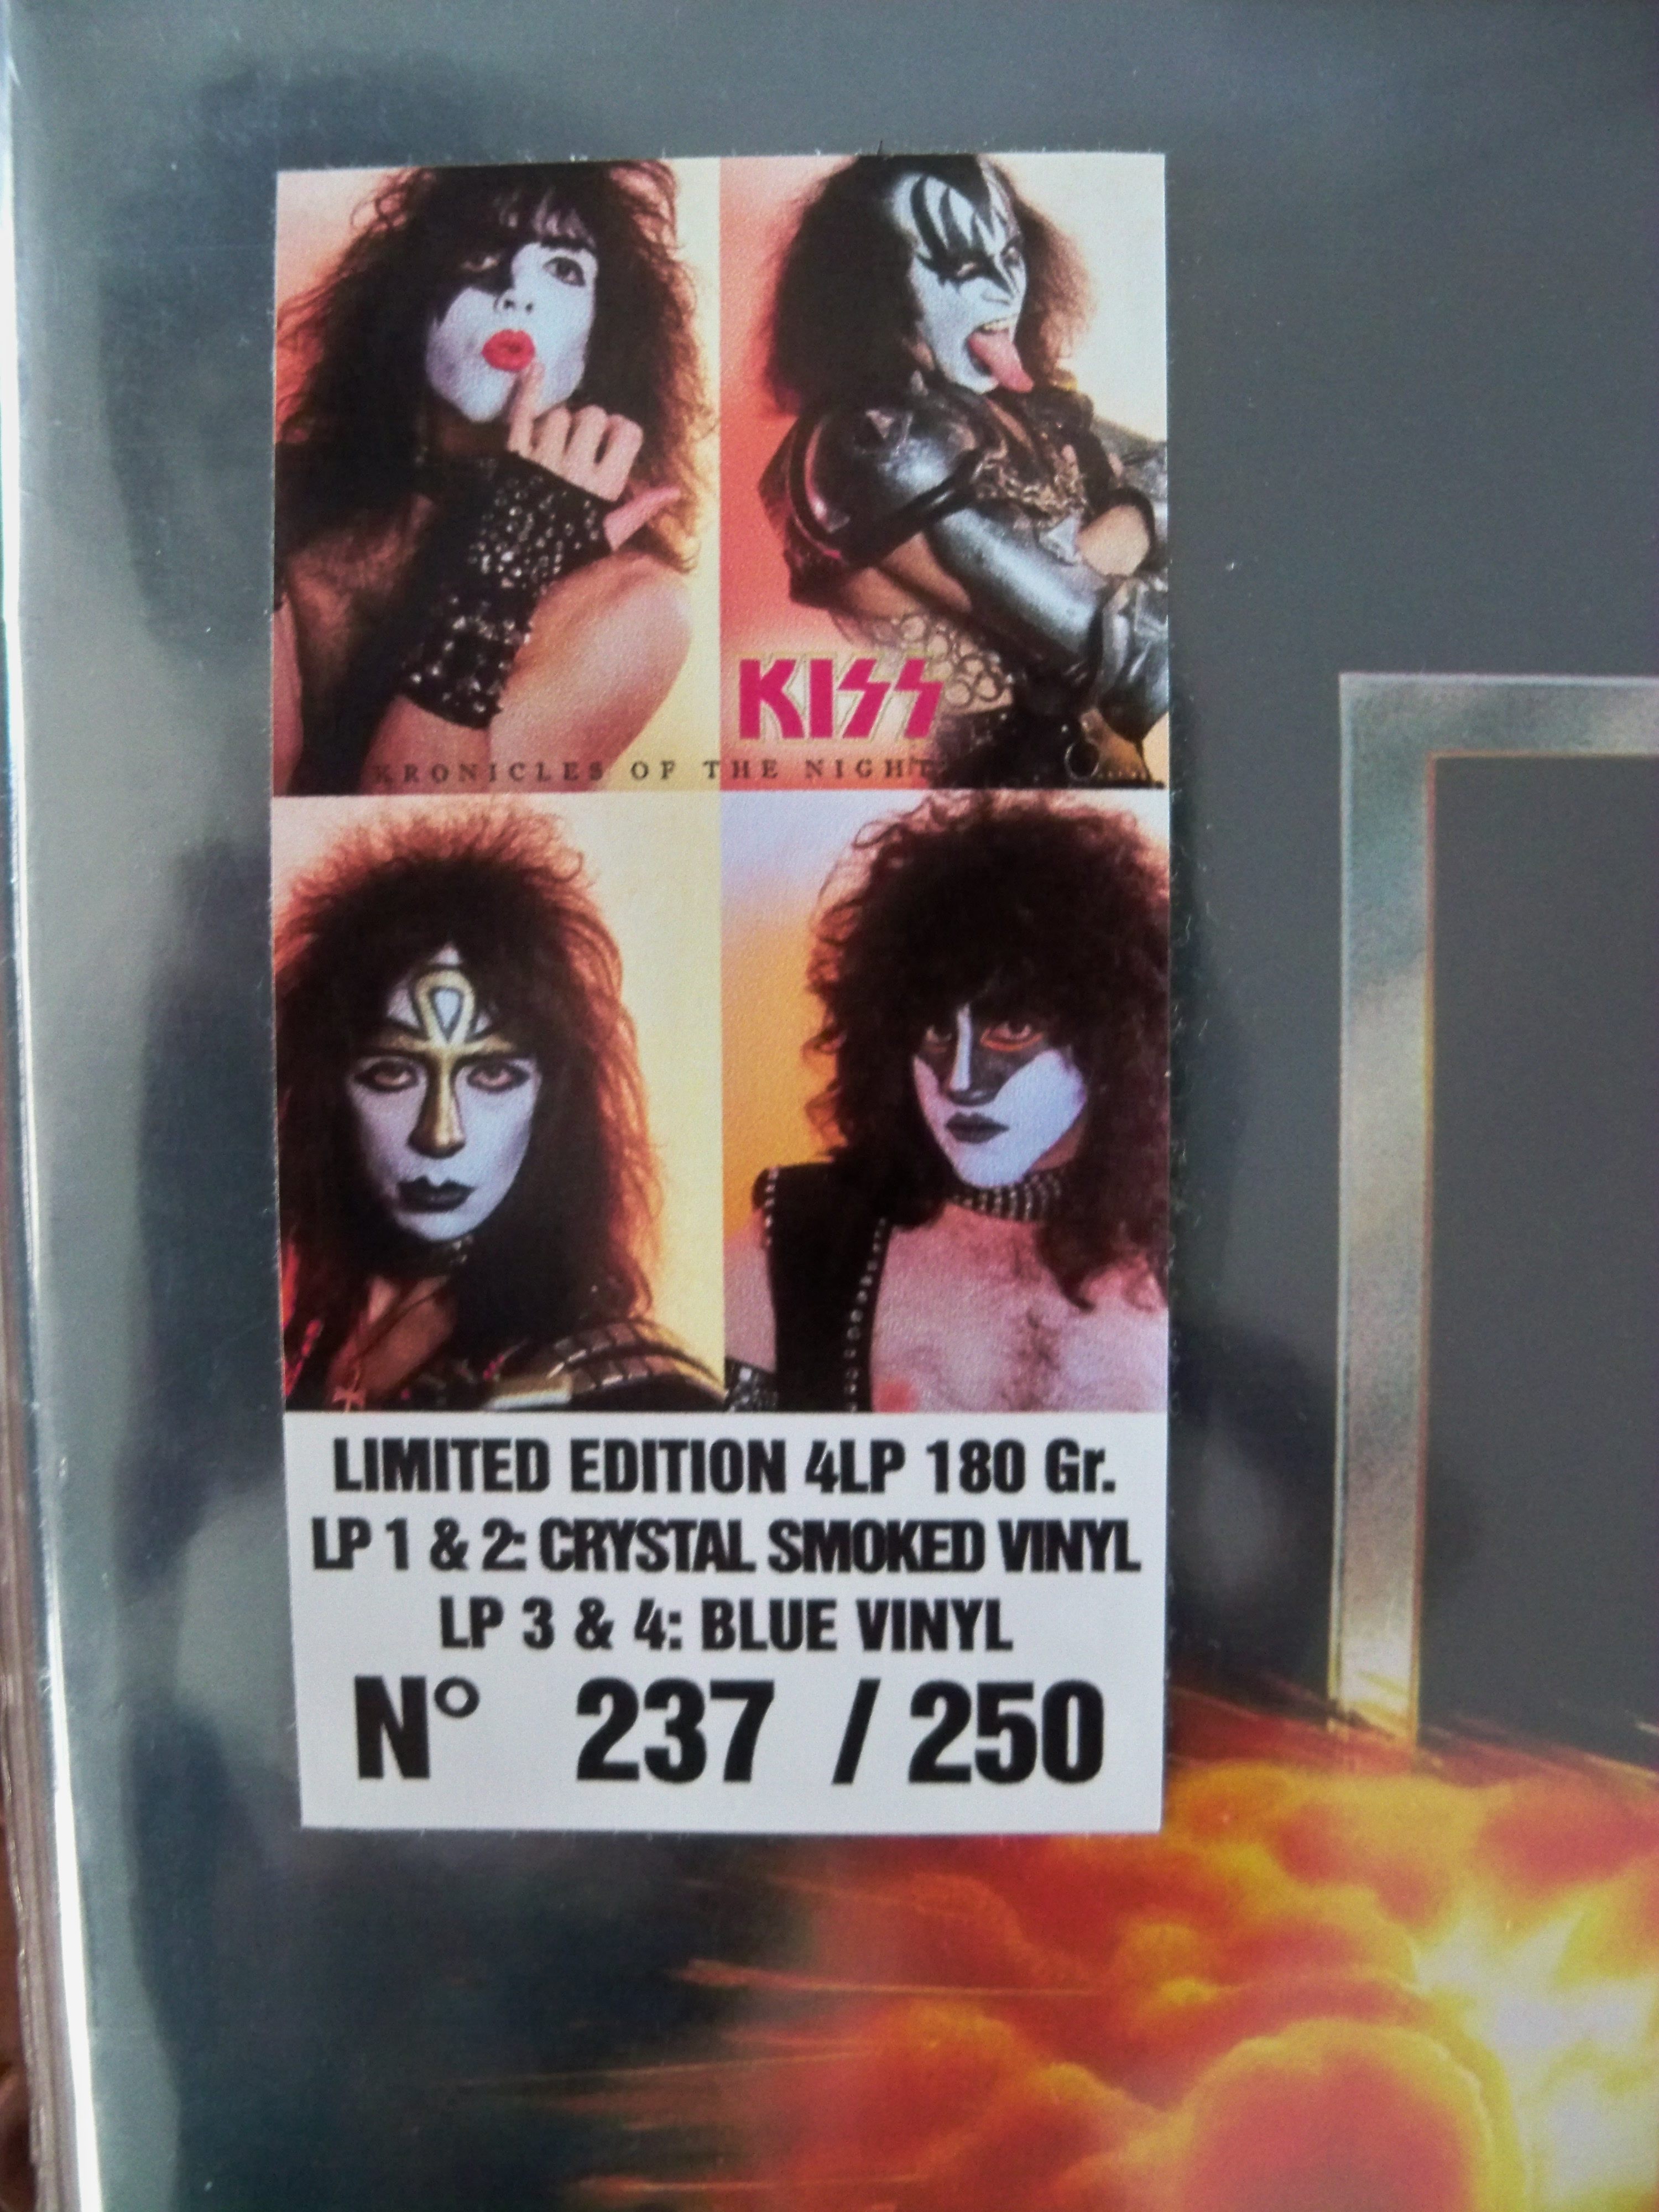 KISS
KRONICLES OF THE NIGHT
LIMITED EDITION 4LP 180 Gr.
LP 1 & 2: CRYSTAL SMOKED VINYL
LP 3 & 4: BLUE VINYL
N° 237 / 250